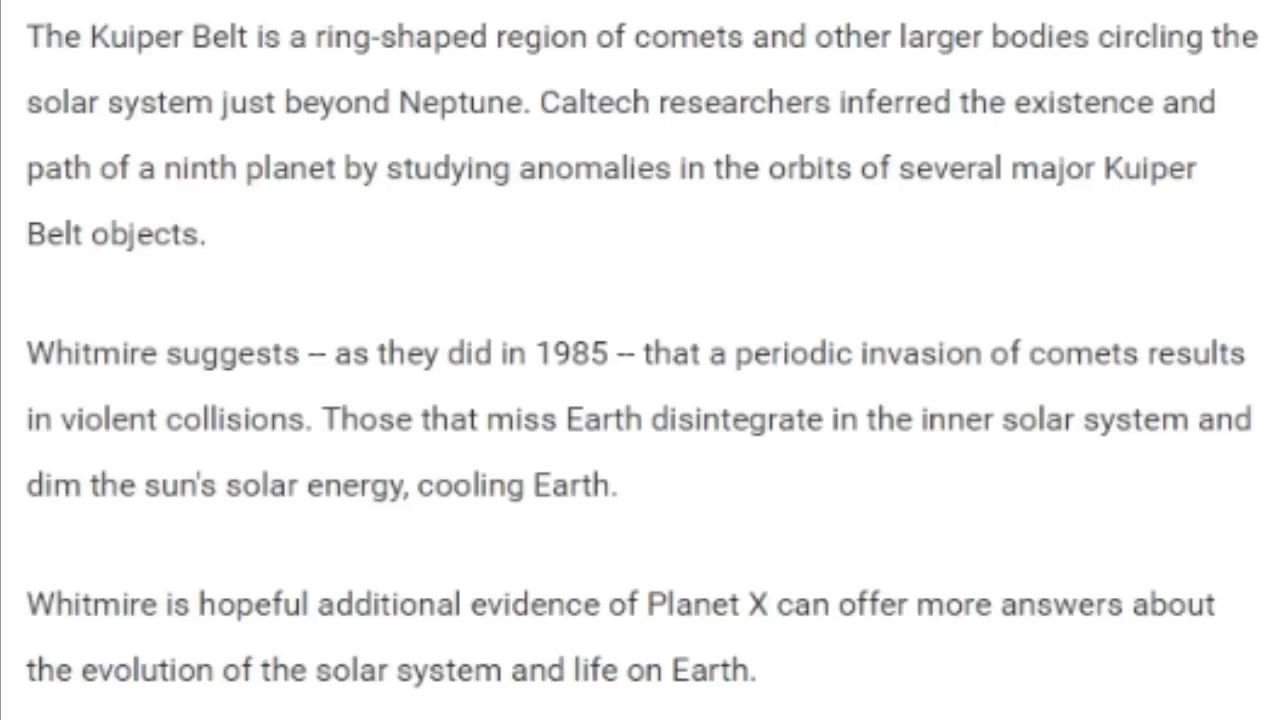 The Kuiper Belt is a ring-shaped region of comets and other larger bodies circling the
solar system just beyond Neptune. Caltech researchers inferred the existence and
path of a ninth planet by studying anomalies in the orbits of several major Kuiper
Belt objects.
Whitmire suggests -- as they did in 1985 -- that a periodic invasion of comets results
in violent collisions. Those that miss Earth disintegrate in the inner solar system and
dim the sun's solar energy, cooling Earth.
Whitmire is hopeful additional evidence of Planet X can offer more answers about
the evolution of the solar system and life on Earth.